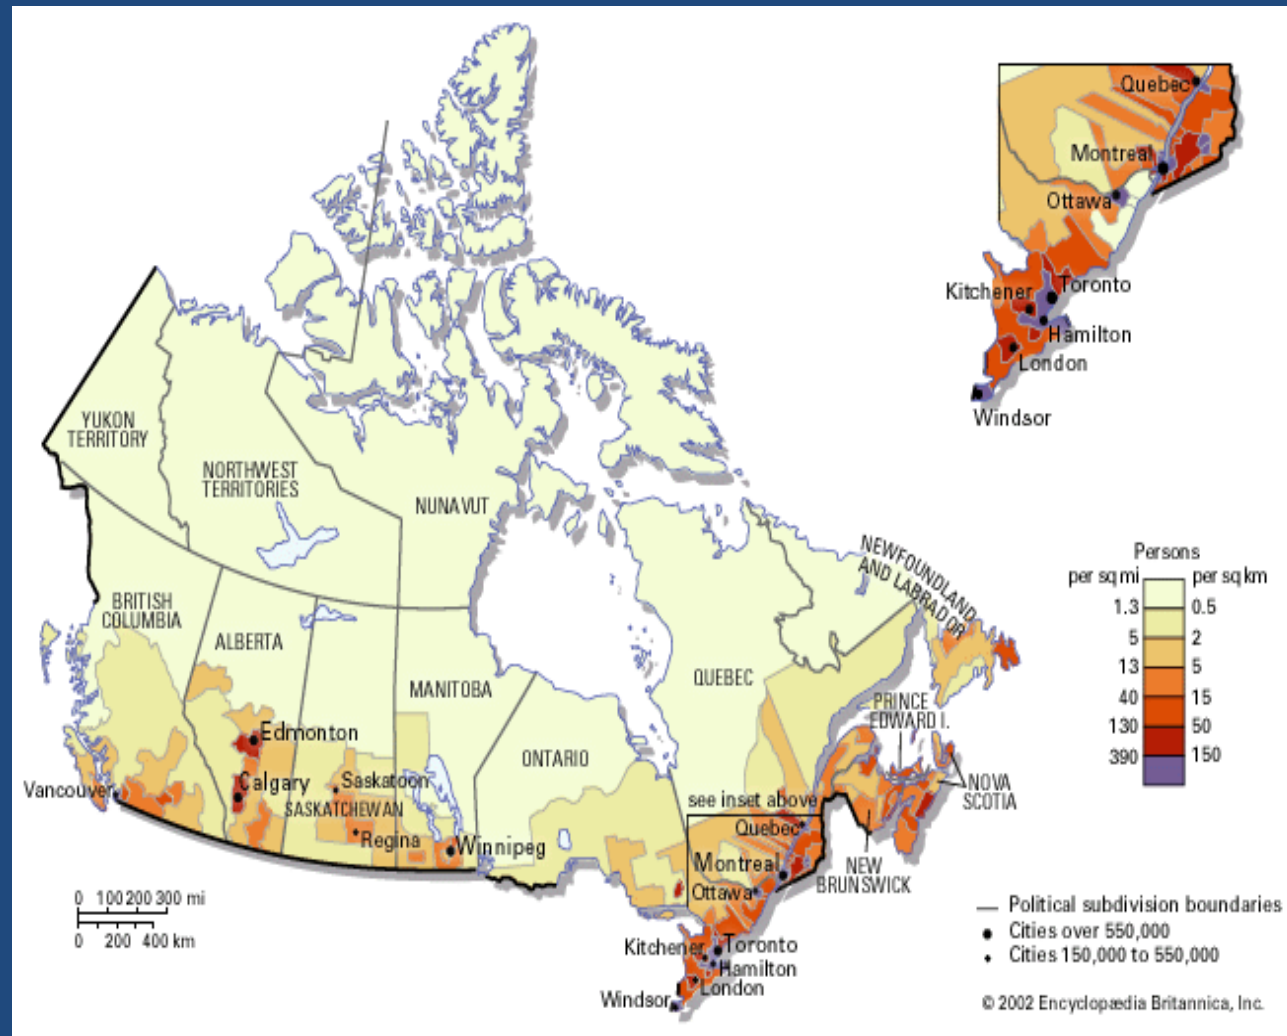 Quebec
Montreal
Ottawa
Kitchener
Toronto
Hamilton
London
Windsor
YUKON
TERRITORY
NORTHWEST
TERRITORIES
NUNAVUT
BRITISH
COLUMBIA
ALBERTA
MANITOBA
ONTARIO
QUEBEC
NEWFOUNDLAND
AND LABRADOR
PRINCE
EDWARD I.
NOVA
SCOTIA
NEW
BRUNSWICK
Edmonton
Calgary
Saskatoon
SASKATCHEWAN
Regina
Winnipeg
Vancouver
see inset above
Quebec
Montreal
Ottawa
Kitchener
Toronto
Hamilton
London
Windsor
Persons
per sq mi per sq km
1.3 0.5
5 2
13 5
40 15
130 50
390 150
0 100 200 300 mi
0 200 400 km
Political subdivision boundaries
Cities over 550,000
Cities 150,000 to 550,000
© 2002 Encyclopædia Britannica, Inc.